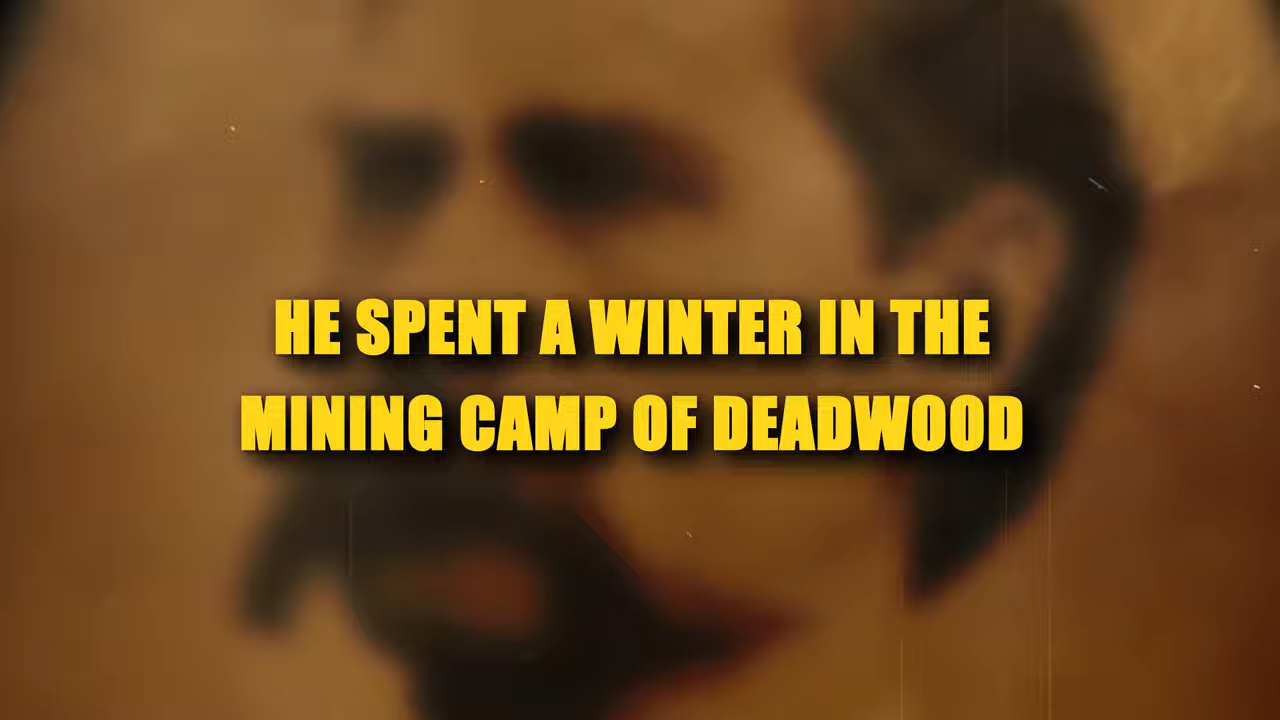 HE SPENT A WINTER IN THE
MINING CAMP OF DEADWOOD